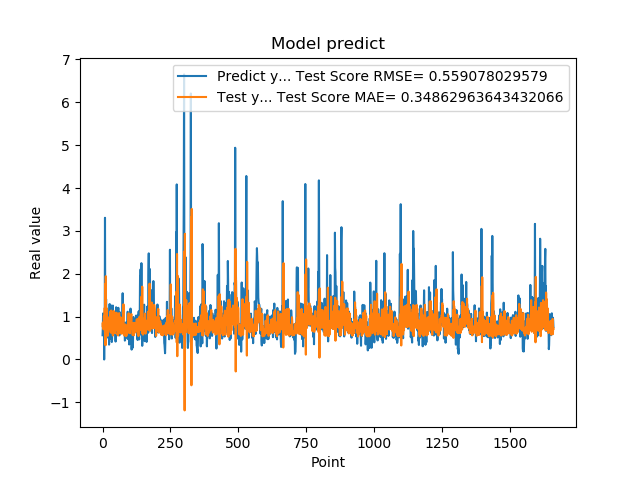 Model predict
Predict y... Test Score RMSE= 0.559078029579
Test y... Test Score MAE= 0.34862963643432066
Real value
7
6
5
4
3
2
1
0
−1
0 250 500 750 1000 1250 1500
Point